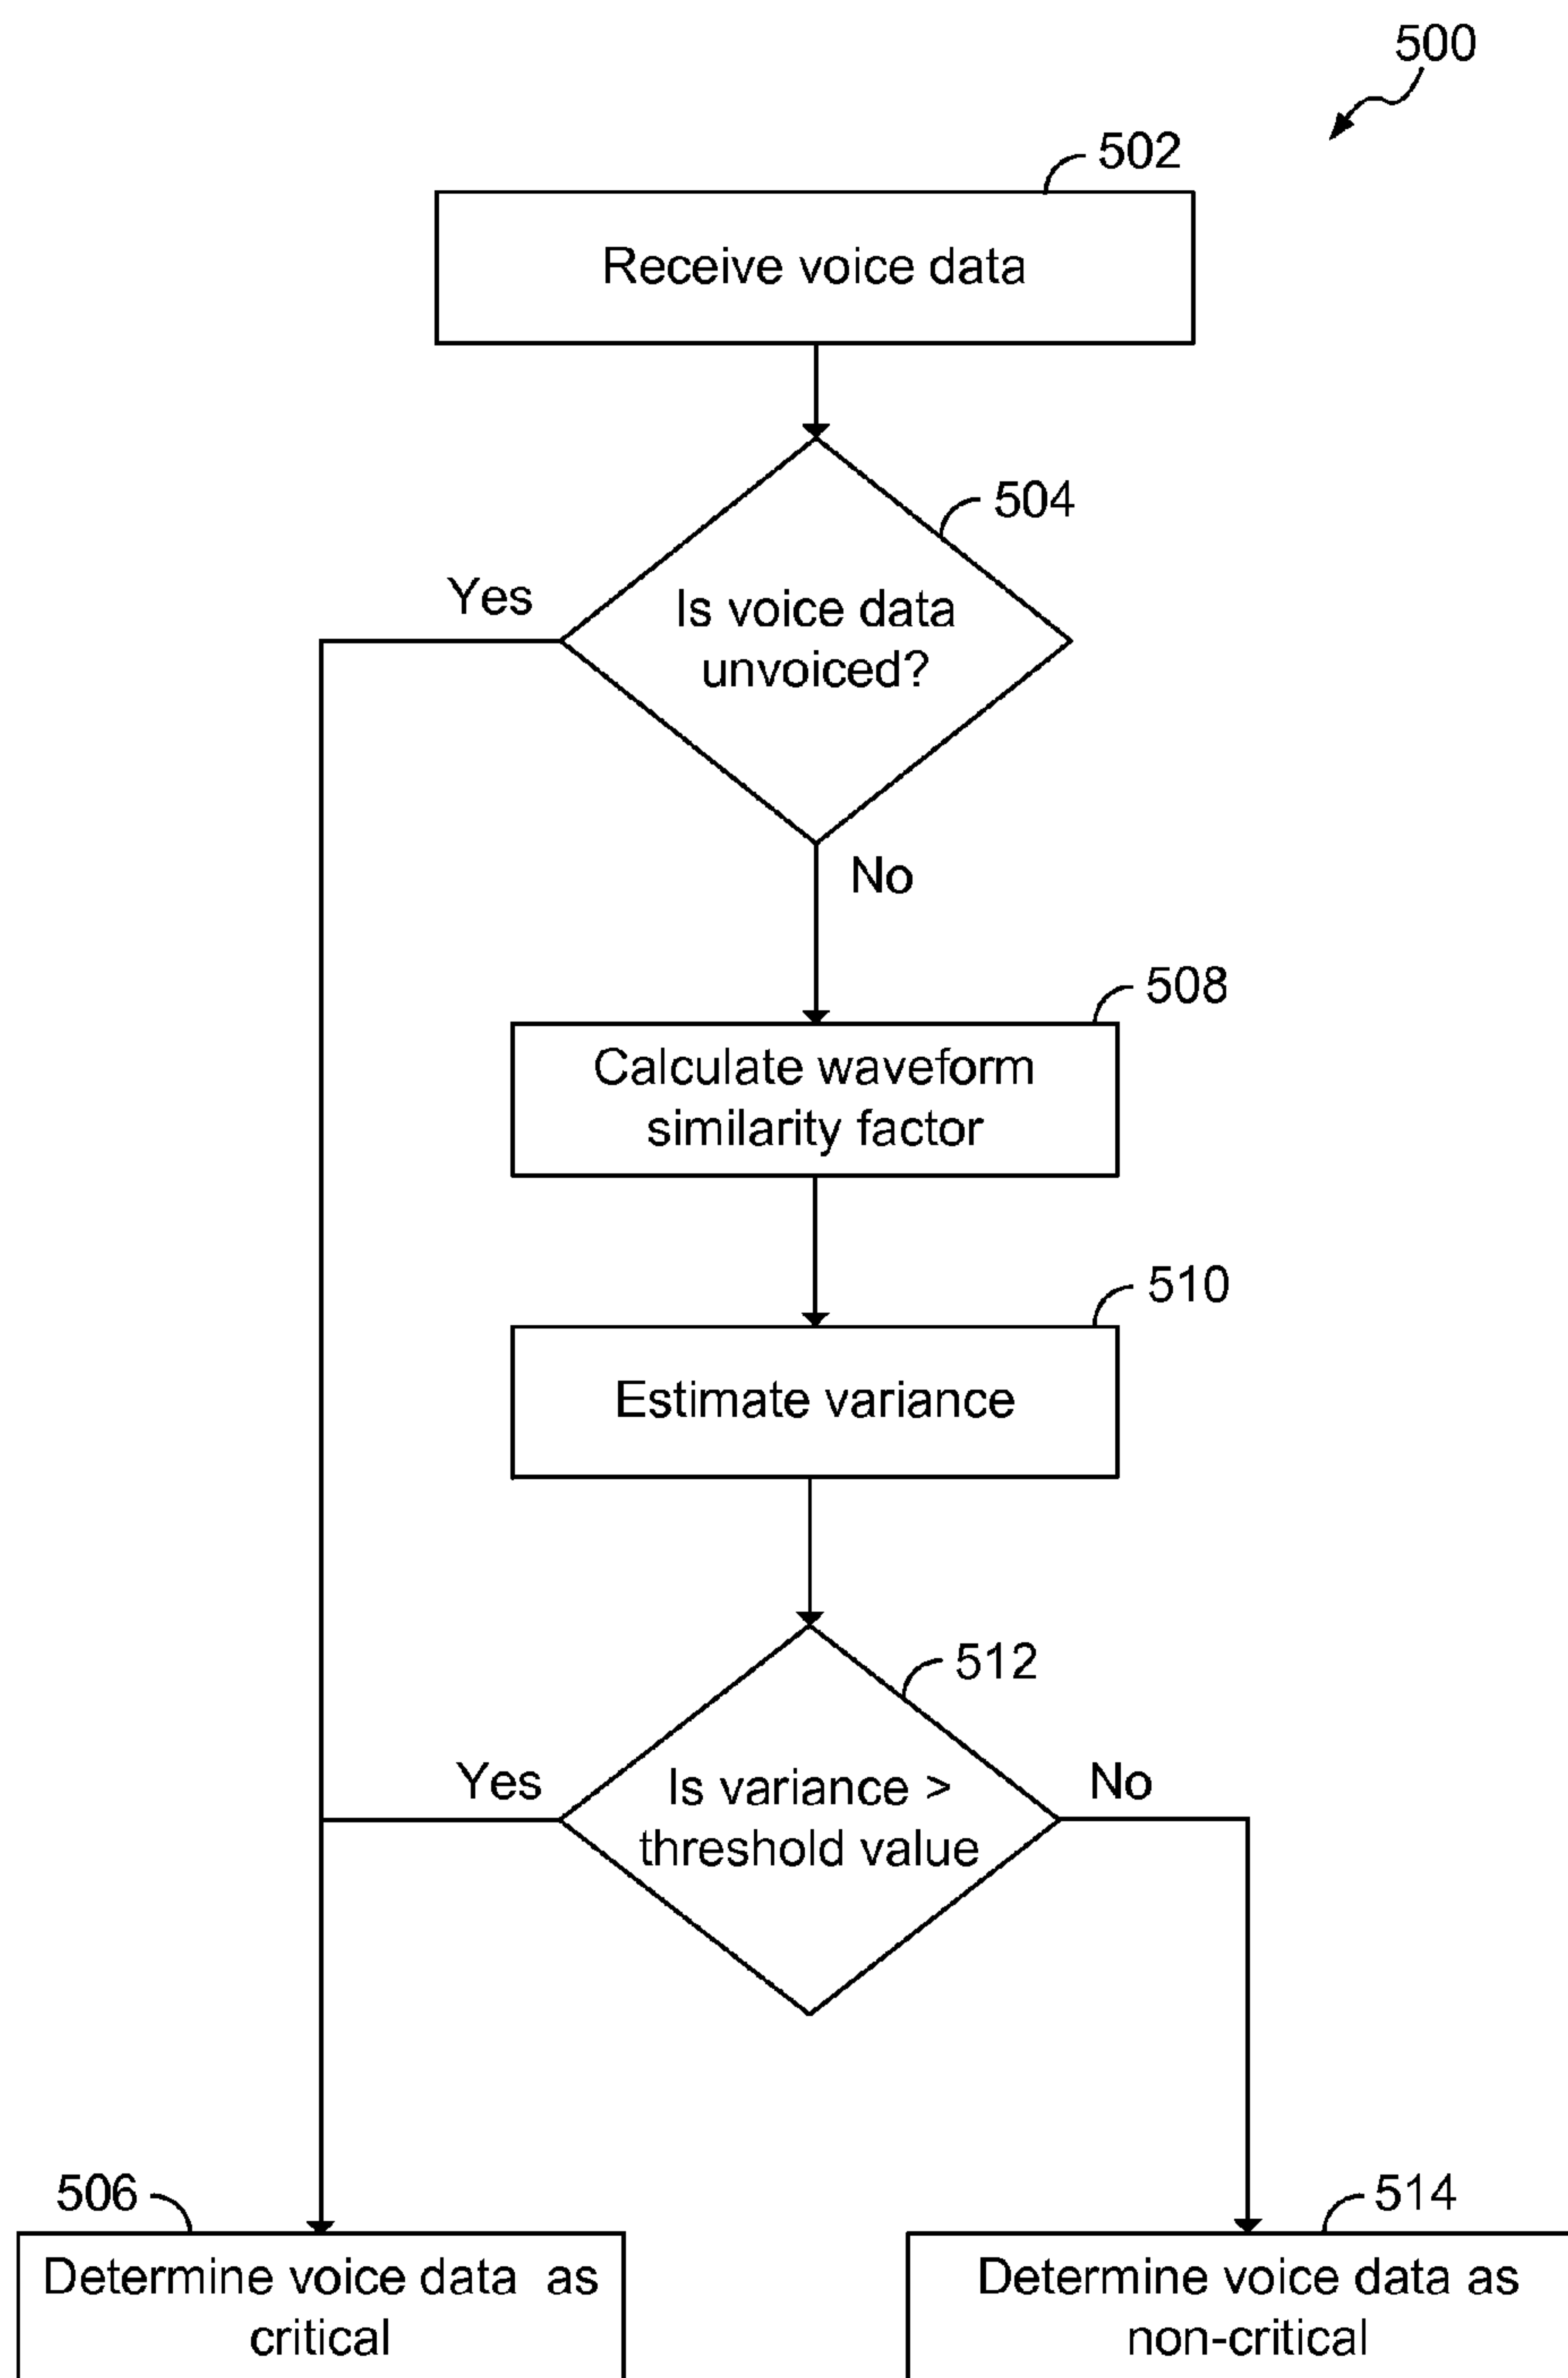 500
502
Receive voice data
504
Yes
Is voice data
unvoiced?
No
508
Calculate waveform
similarity factor
510
Estimate variance
512
Yes
Is variance >
threshold value
No
506
Determine voice data as
critical
514
Determine voice data as
non-critical